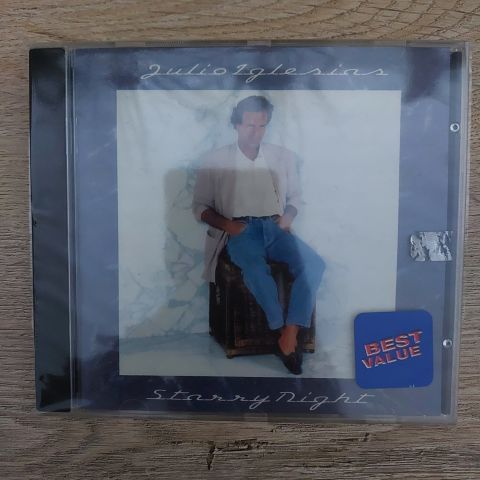 Julio Iglesias
BEST
VALUE
Starry Night